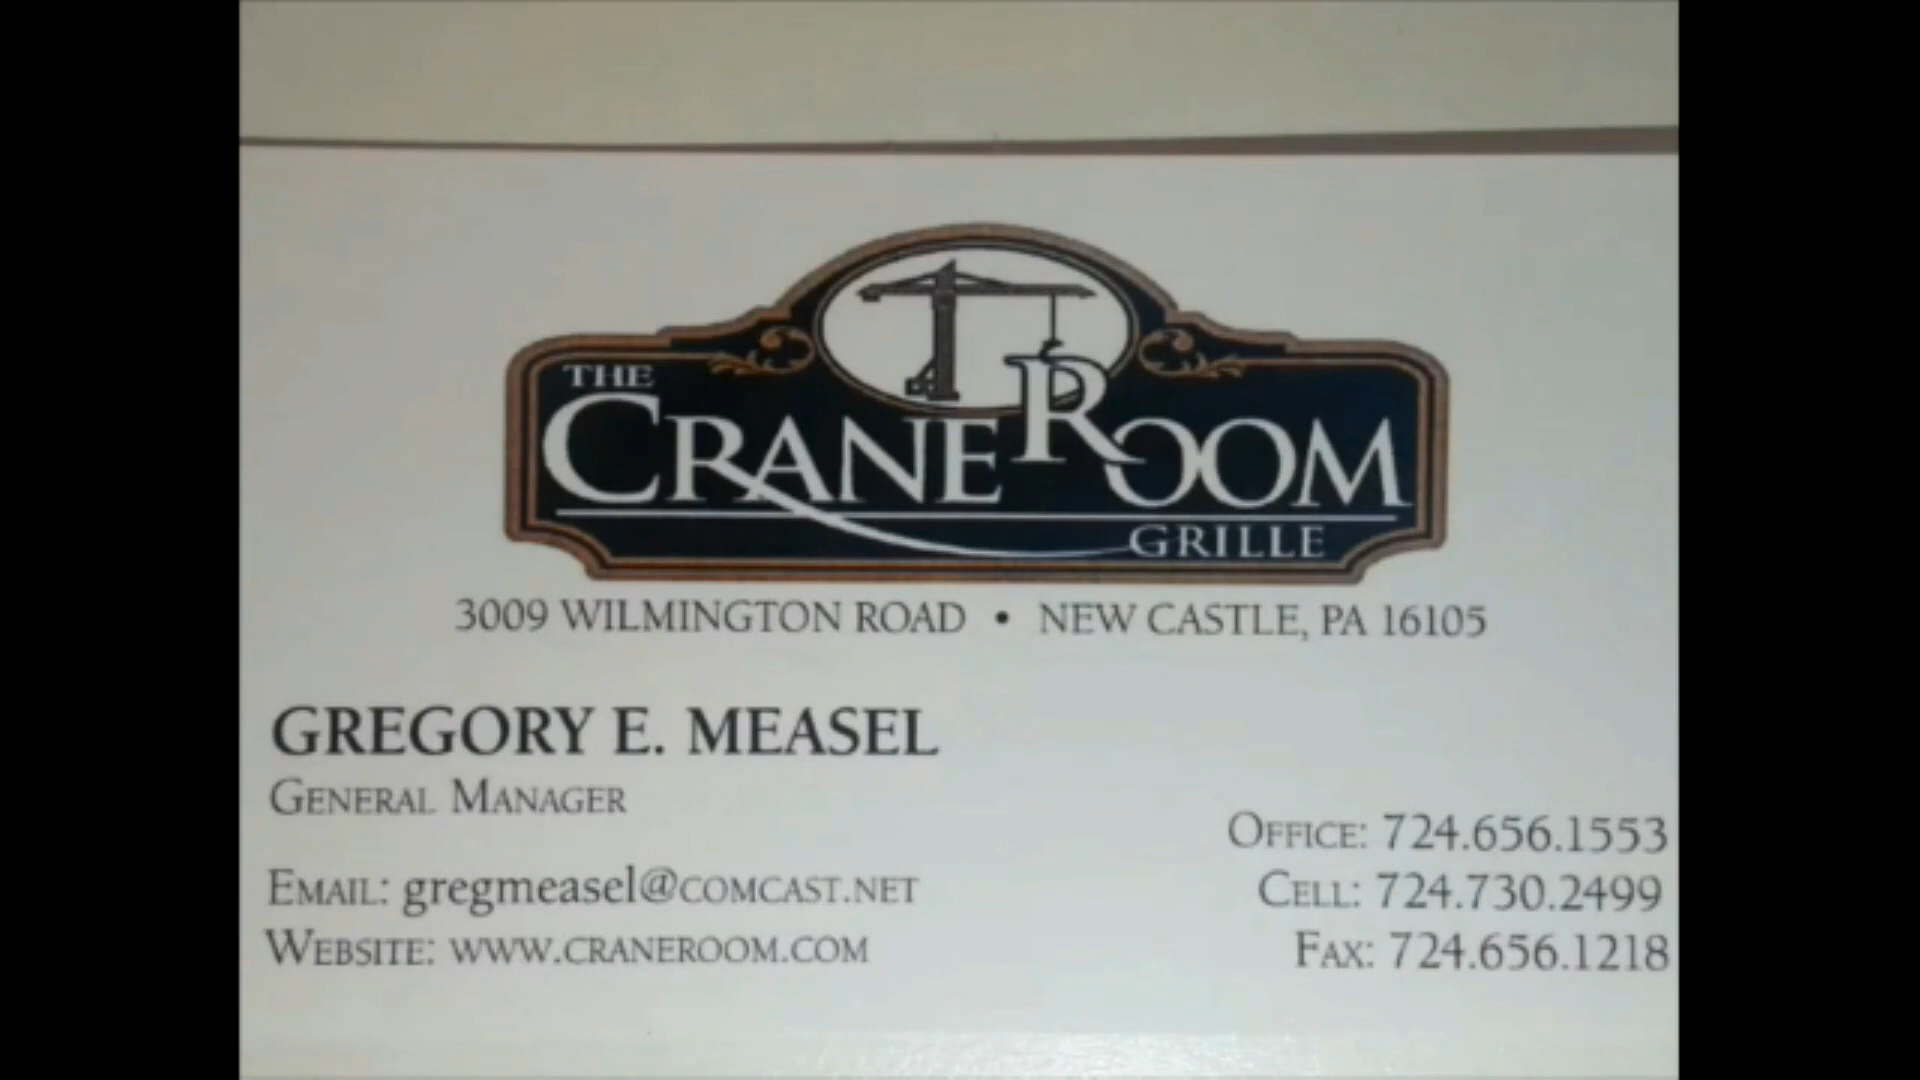 THE
CRANE ROOM
GRILLE
3009 WILMINGTON ROAD • NEW CASTLE, PA 16105
GREGORY E. MEASEL
GENERAL MANAGER
OFFICE: 724.656.1553
EMAIL: gregmeasel@COMCAST.NET
CELL: 724.730.2499
WEBSITE: WWW.CRANEROOM.COM
FAX: 724.656.1218